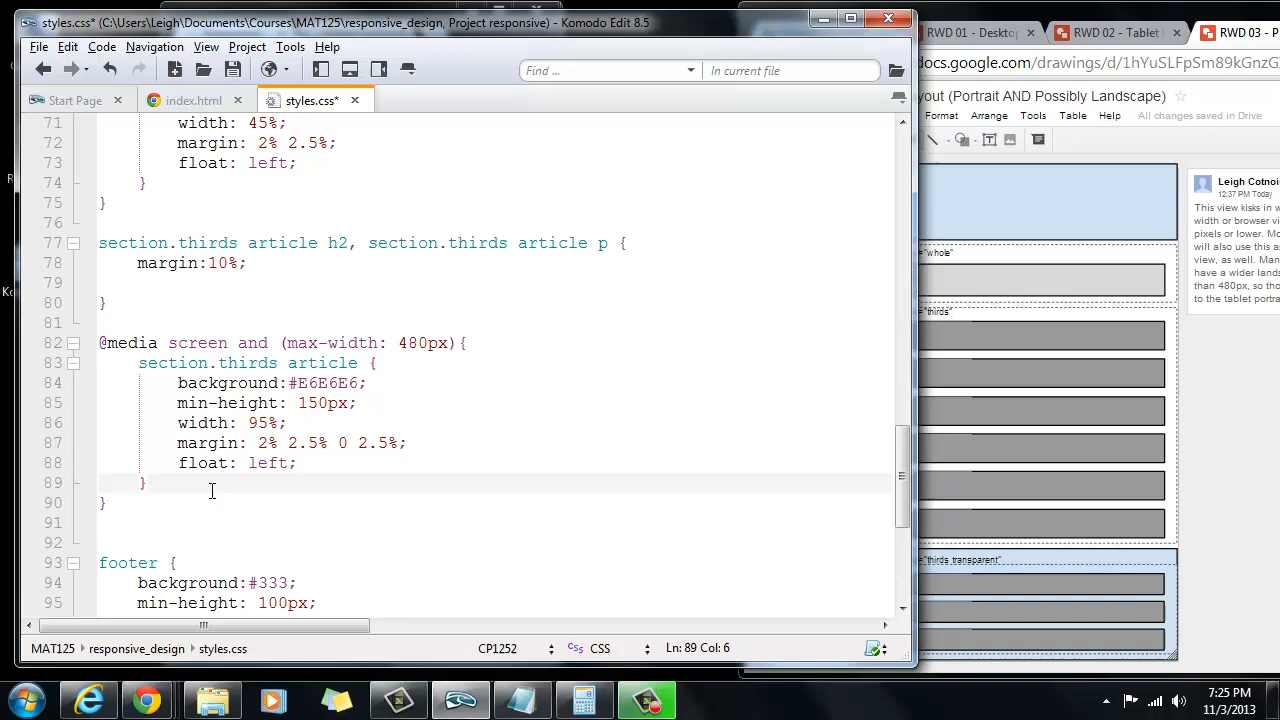 styles.css* (C:\Users\Leigh\Documents\Courses\MAT125\responsive_design, Project responsive) - Komodo Edit 8.5
File Edit Code Navigation View Project Tools Help
Find ... In current file
Start Page index.html styles.css*
71 width: 45%;
72 margin: 2% 2.5%;
73 float: left;
74 }
75 }
76
77 section.thirds article h2, section.thirds article p {
78 margin:10%;
79
80 }
81
82 @media screen and (max-width: 480px){
83 section.thirds article {
84 background:#E6E6E6;
85 min-height: 150px;
86 width: 95%;
87 margin: 2% 2.5% 0 2.5%;
88 float: left;
89 }
90 }
91
92
93 footer {
94 background:#333;
95 min-height: 100px;
MAT125 responsive_design styles.css CP1252 CSS Ln: 89 Col: 6
RWD 01 - Desktop RWD 02 - Tablet RWD 03 - P
docs.google.com/drawings/d/1hYuSLFpSm89kGnzG
yout (Portrait AND Possibly Landscape)
Format Arrange Tools Table Help All changes saved in Drive
="whole"
="thirds"
="thirds transparent"
Leigh Cotnoi
12:37 PM Today
This view kisks in w
width or browser vi
pixels or lower. Mo
will also use this a
view, as well. Man
have a wider lands
than 480px, so tho
to the tablet portra
7:25 PM
11/3/2013